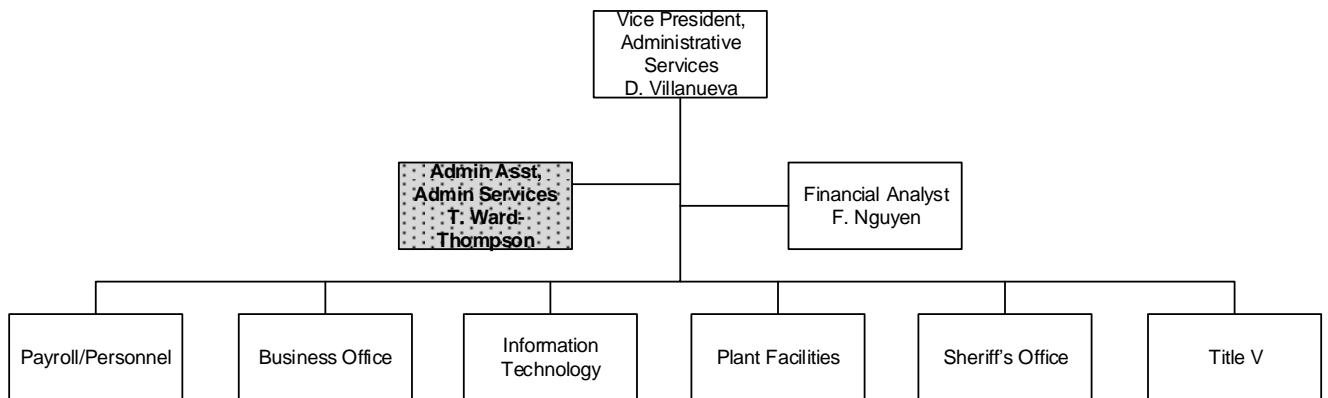 Vice President,
Administrative
Services
D. Villanueva
Admin Asst,
Admin Services
T. Ward-
Thompson
Financial Analyst
F. Nguyen
Payroll/Personnel
Business Office
Information
Technology
Plant Facilities
Sheriff's Office
Title V